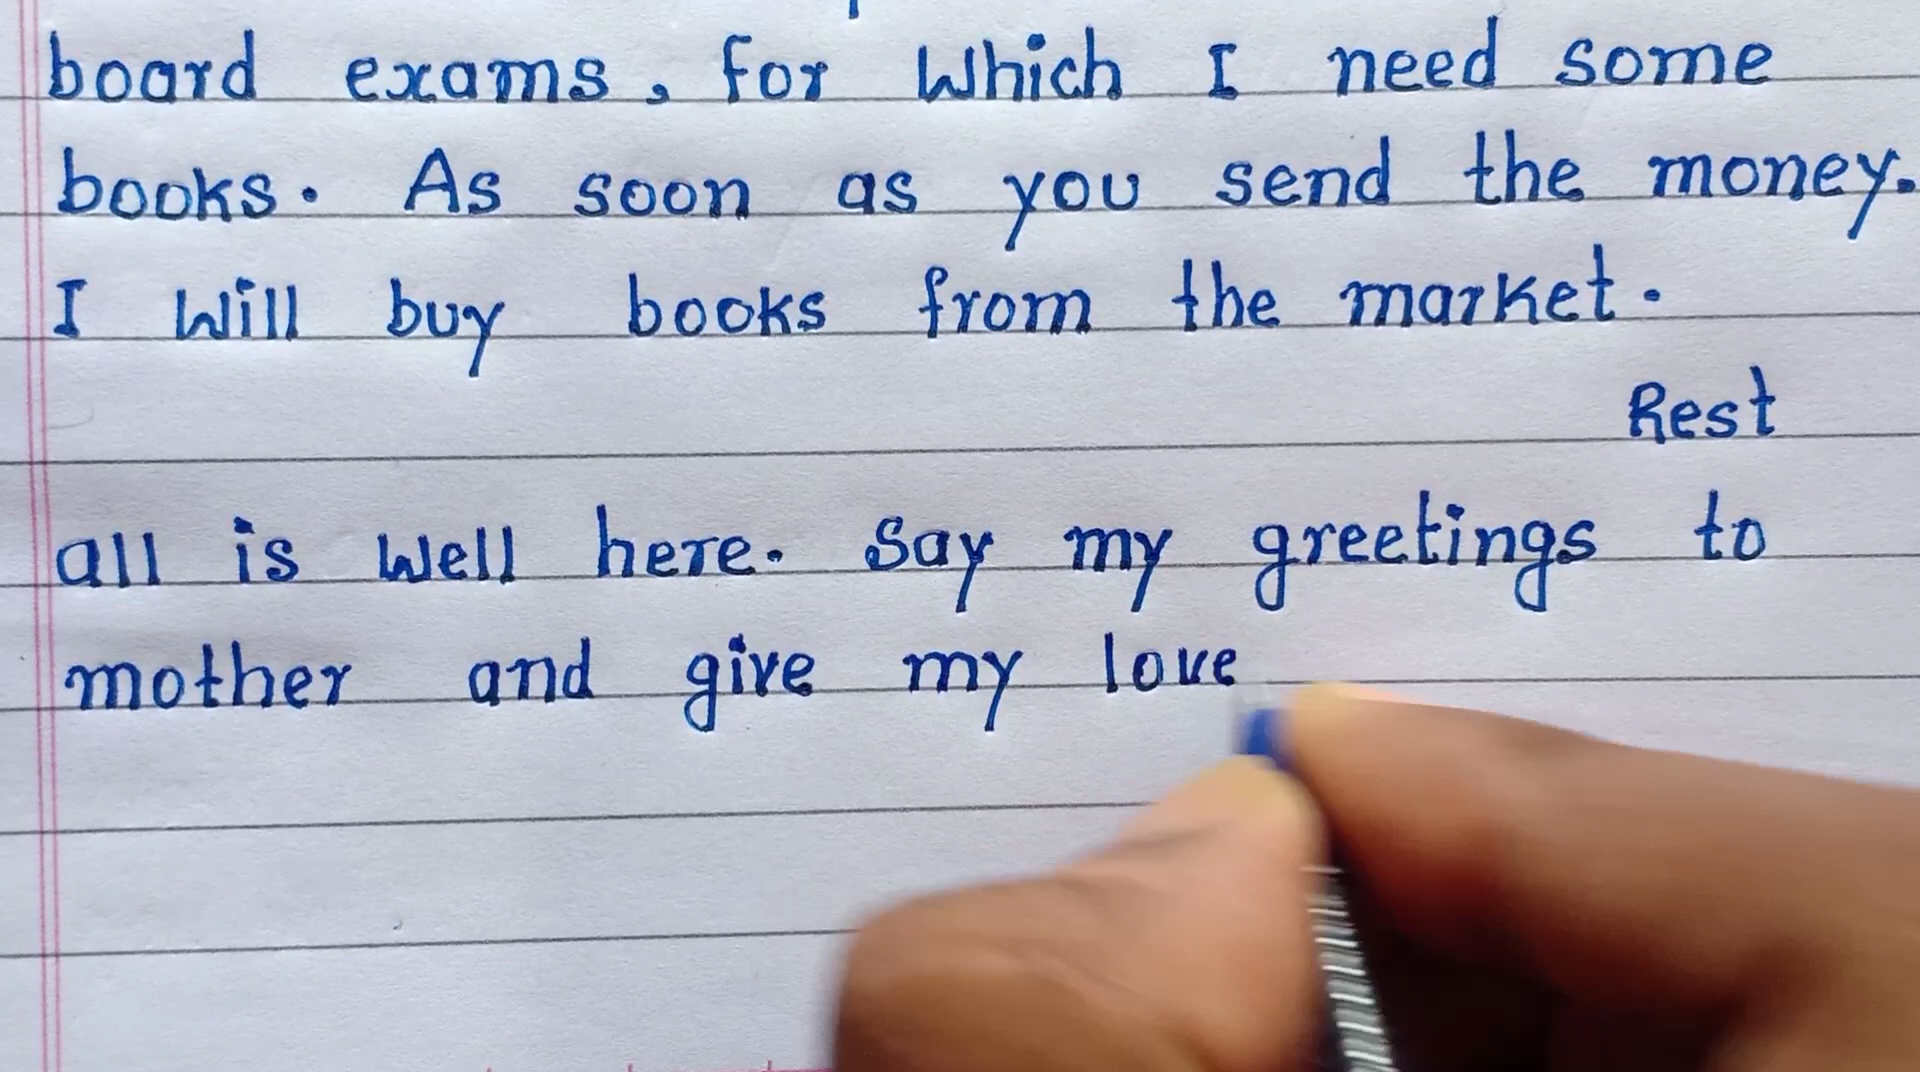 board exams, for Which I need some
books. As soon as you send the money.
I Will buy books from the market.
Rest
all is Well here. Say my greetings to
mother and give my love